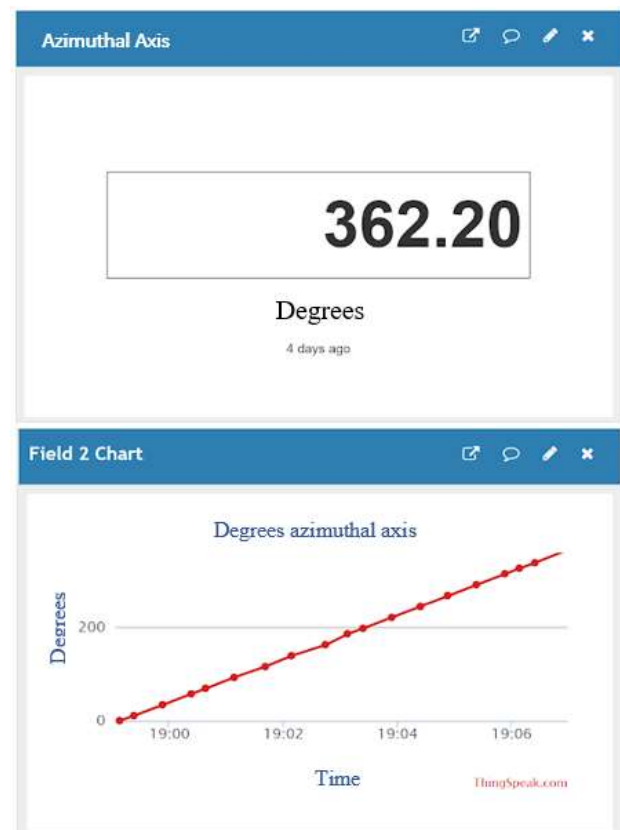 Azimuthal Axis
362.20
Degrees
4 days ago
Field 2 Chart
Degrees azimuthal axis
Degrees
200
0
19:00 19:02 19:04 19:06
Time
ThingSpeak.com